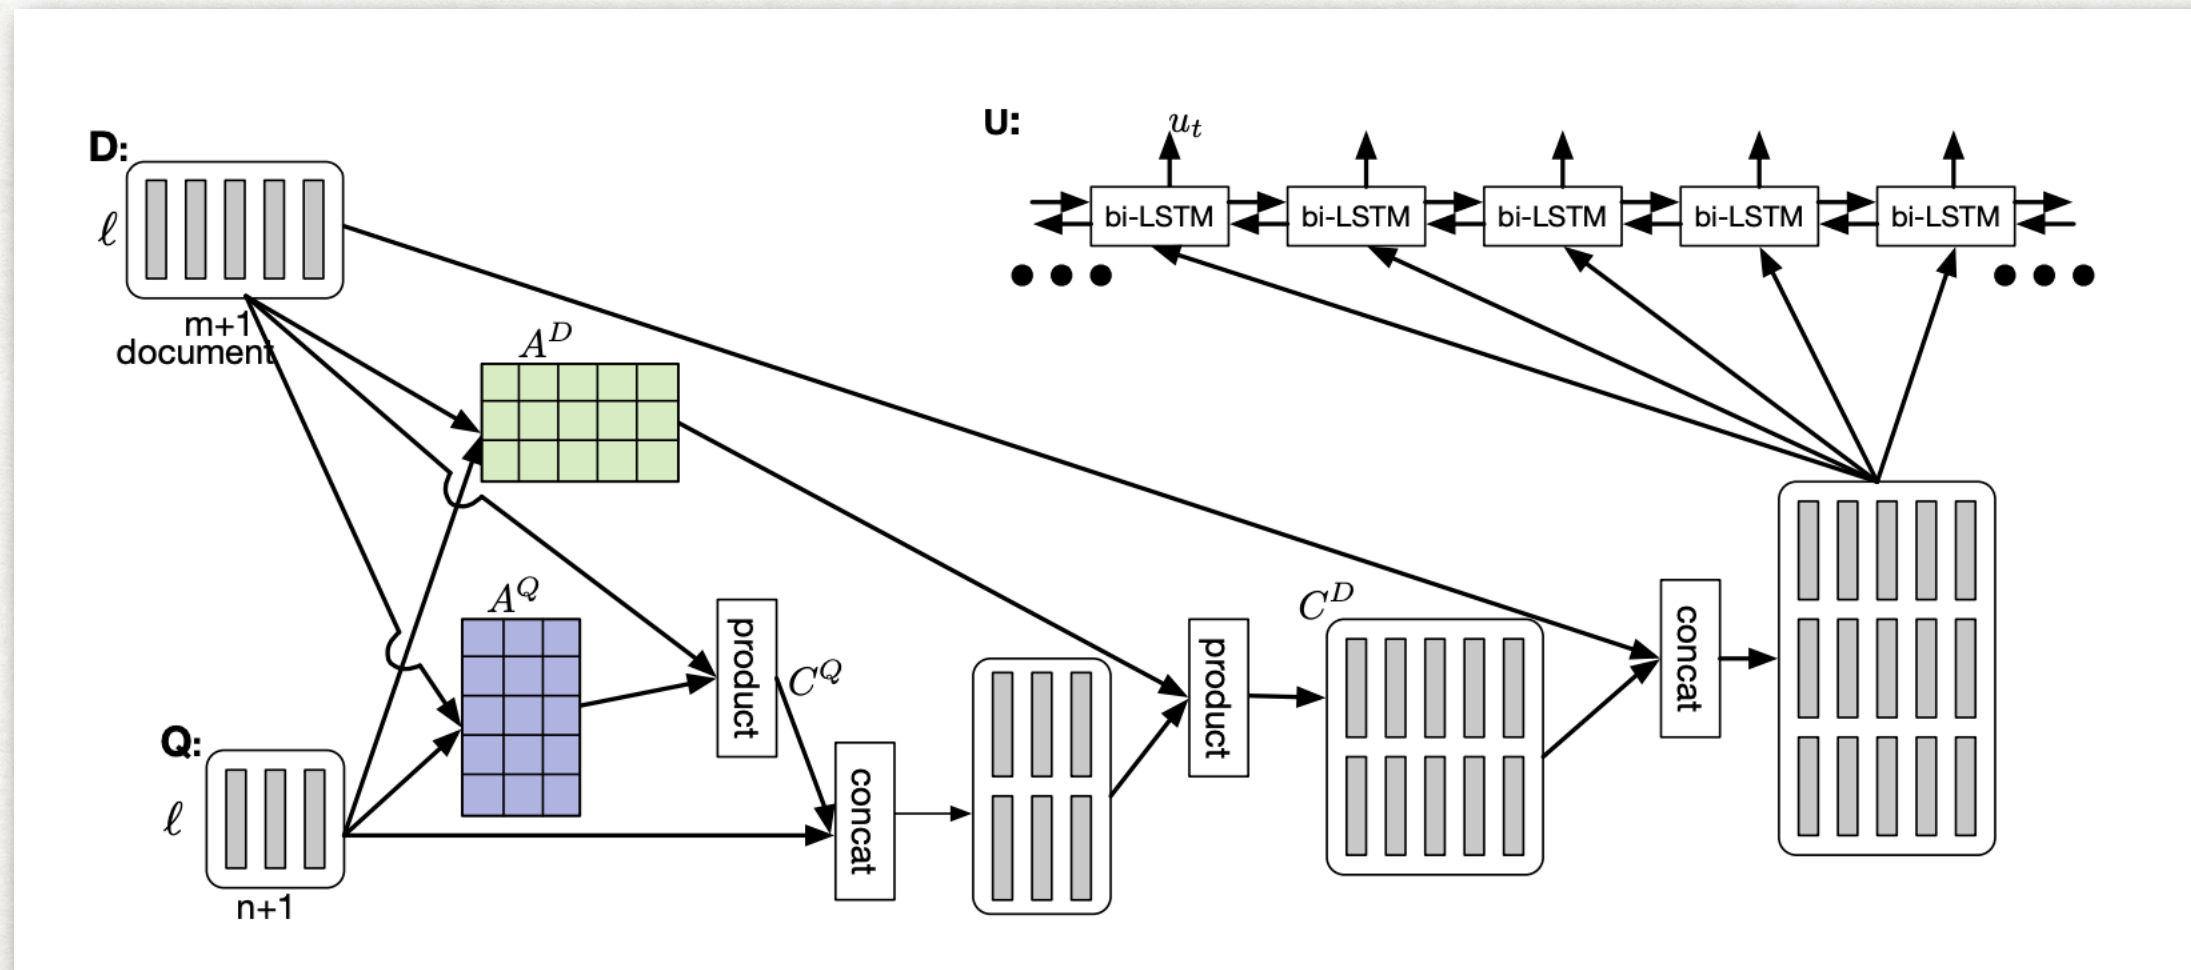 D:
ℓ
m+1
document
U:
u_t
bi-LSTM
bi-LSTM
bi-LSTM
bi-LSTM
bi-LSTM
A^D
A^Q
product
C^Q
Q:
ℓ
n+1
concat
product
C^D
concat